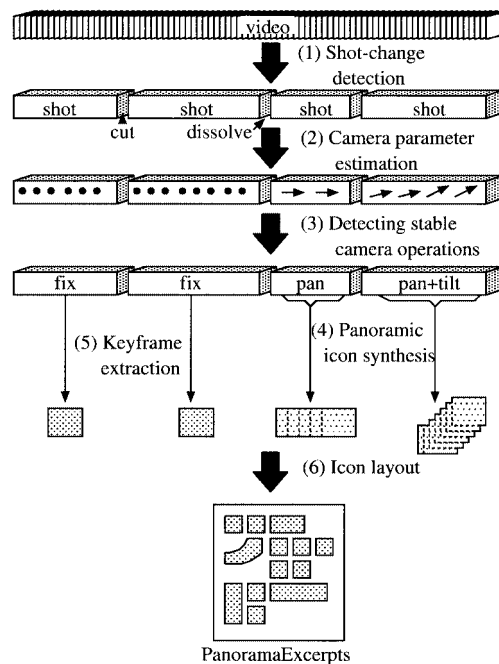 video
(1) Shot-change
detection
shot shot shot shot
cut dissolve
(2) Camera parameter
estimation
(3) Detecting stable
camera operations
fix fix pan pan+tilt
(5) Keyframe
extraction
(4) Panoramic
icon synthesis
(6) Icon layout
PanoramaExcerpts